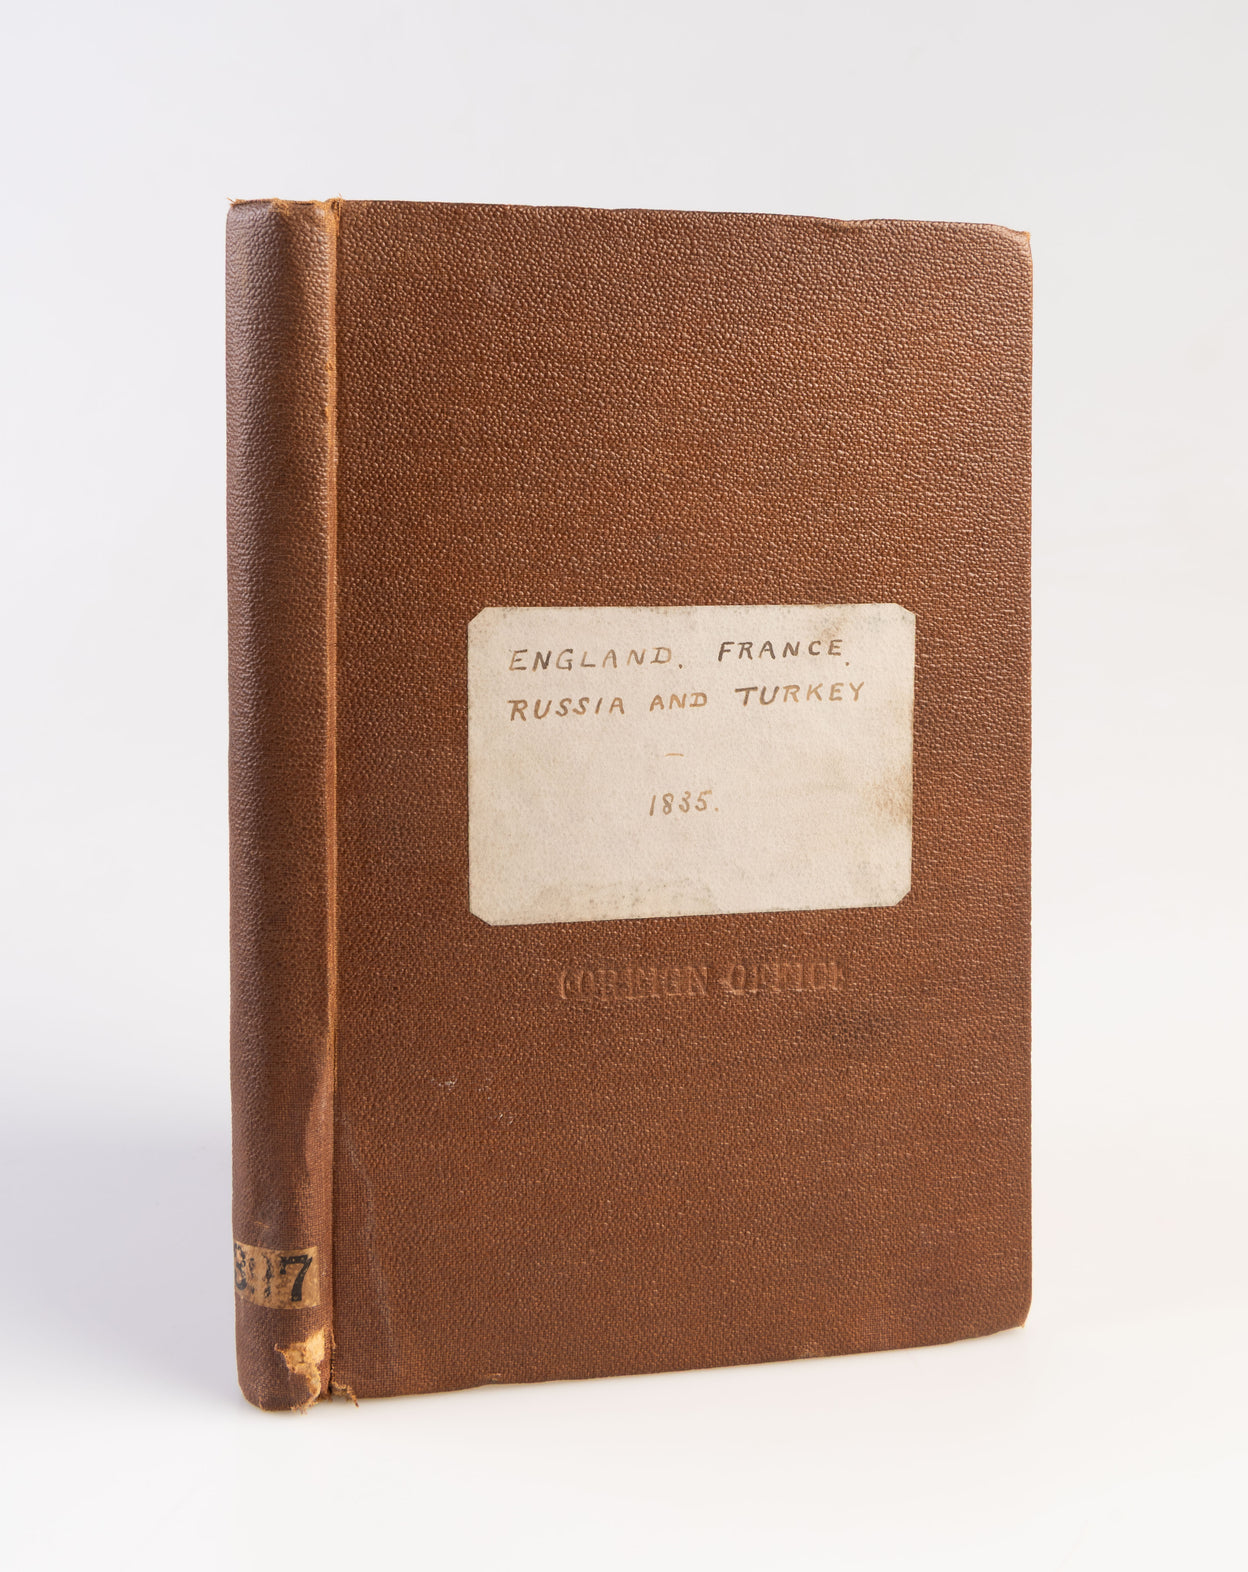 ENGLAND, FRANCE,
RUSSIA AND TURKEY
—
1835.
FOREIGN OFFICE